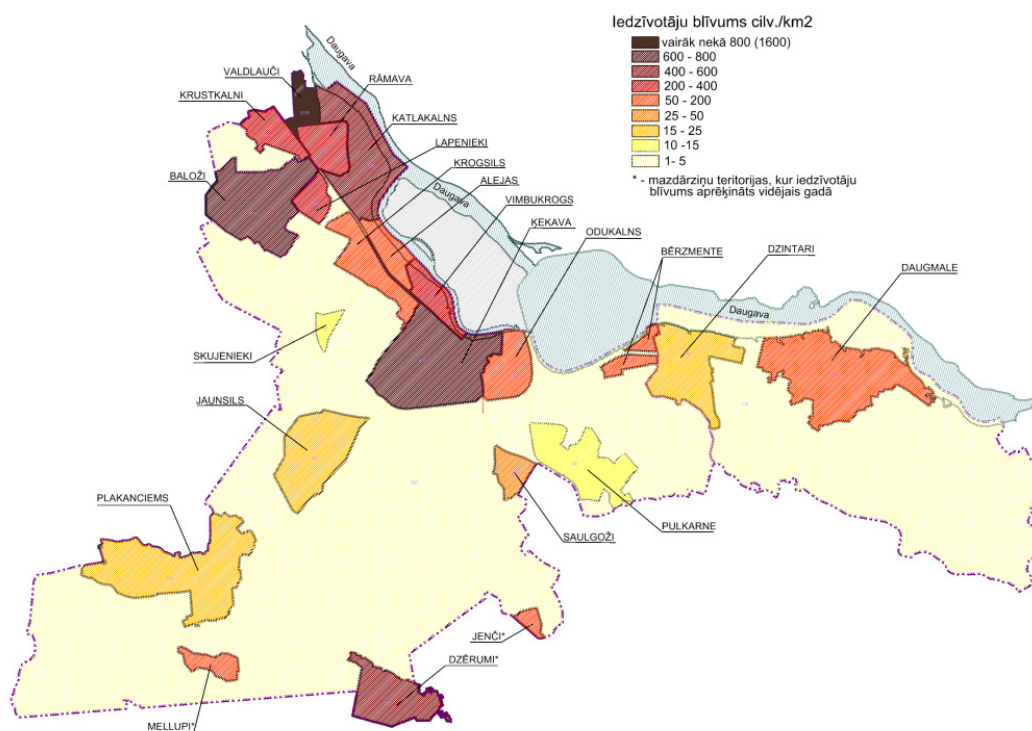 Iedzīvotāju blīvums cilv./km2
vairāk nekā 800 (1600)
600 - 800
400 - 600
200 - 400
50 - 200
25 - 50
15 - 25
10 -15
1- 5
* - mazdārziņu teritorijas, kur iedzīvotāju
blīvums aprēķināts vidējais gadā
Daugava
VALDLAUČI
RĀMAVA
KRUSTKALNI
KATLAKALNS
LAPENIEKI
KROGSILS
BALOŽI
ALEJAS
Daugava
VIMBUKROGS
ĶEKAVA
ODUKALNS
BĒRZMENTE
DZINTARI
DAUGMALE
Daugava
SKUJENIEKI
JAUNSILS
PLAKANCIEMS
PULKARNE
SAULGOŽI
JENČI*
DZĒRUMI*
MELLUPI*